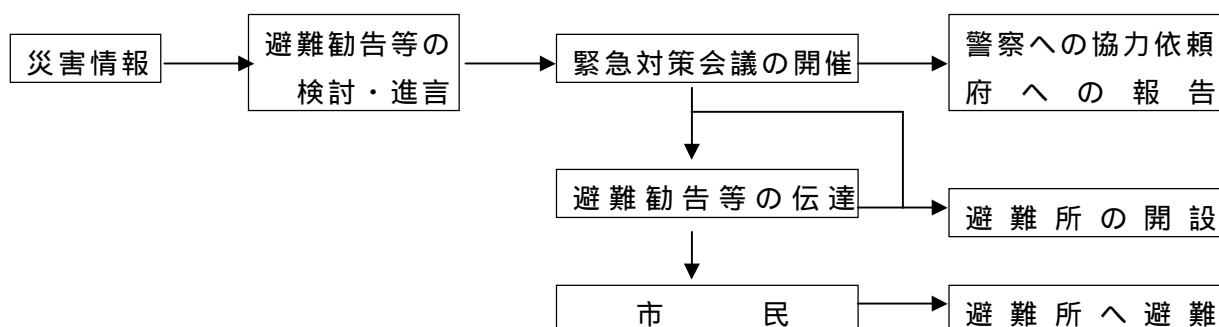 災害情報
避難勧告等の
検討・進言
緊急対策会議の開催
警察への協力依頼
府への報告
避難勧告等の伝達
避難所の開設
市民
避難所へ避難